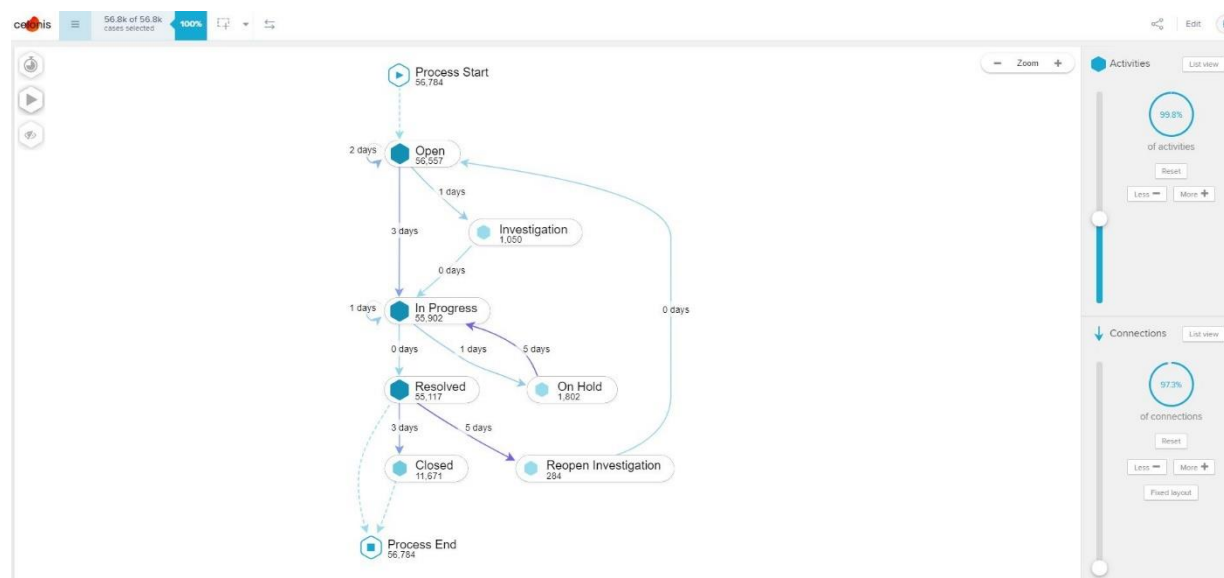 celonis
56.8k of 56.8k
cases selected
100%
Edit
Process Start
56,784
Zoom
Activities
List view
99.8%
of activities
Reset
Less
More
2 days
Open
56,557
1 days
3 days
Investigation
1,050
0 days
1 days
In Progress
55,902
0 days
0 days
1 days
5 days
Resolved
55,117
On Hold
1,802
3 days
5 days
Closed
11,671
Reopen Investigation
284
Process End
56,784
Connections
List view
97.3%
of connections
Reset
Less
More
Fixed layout